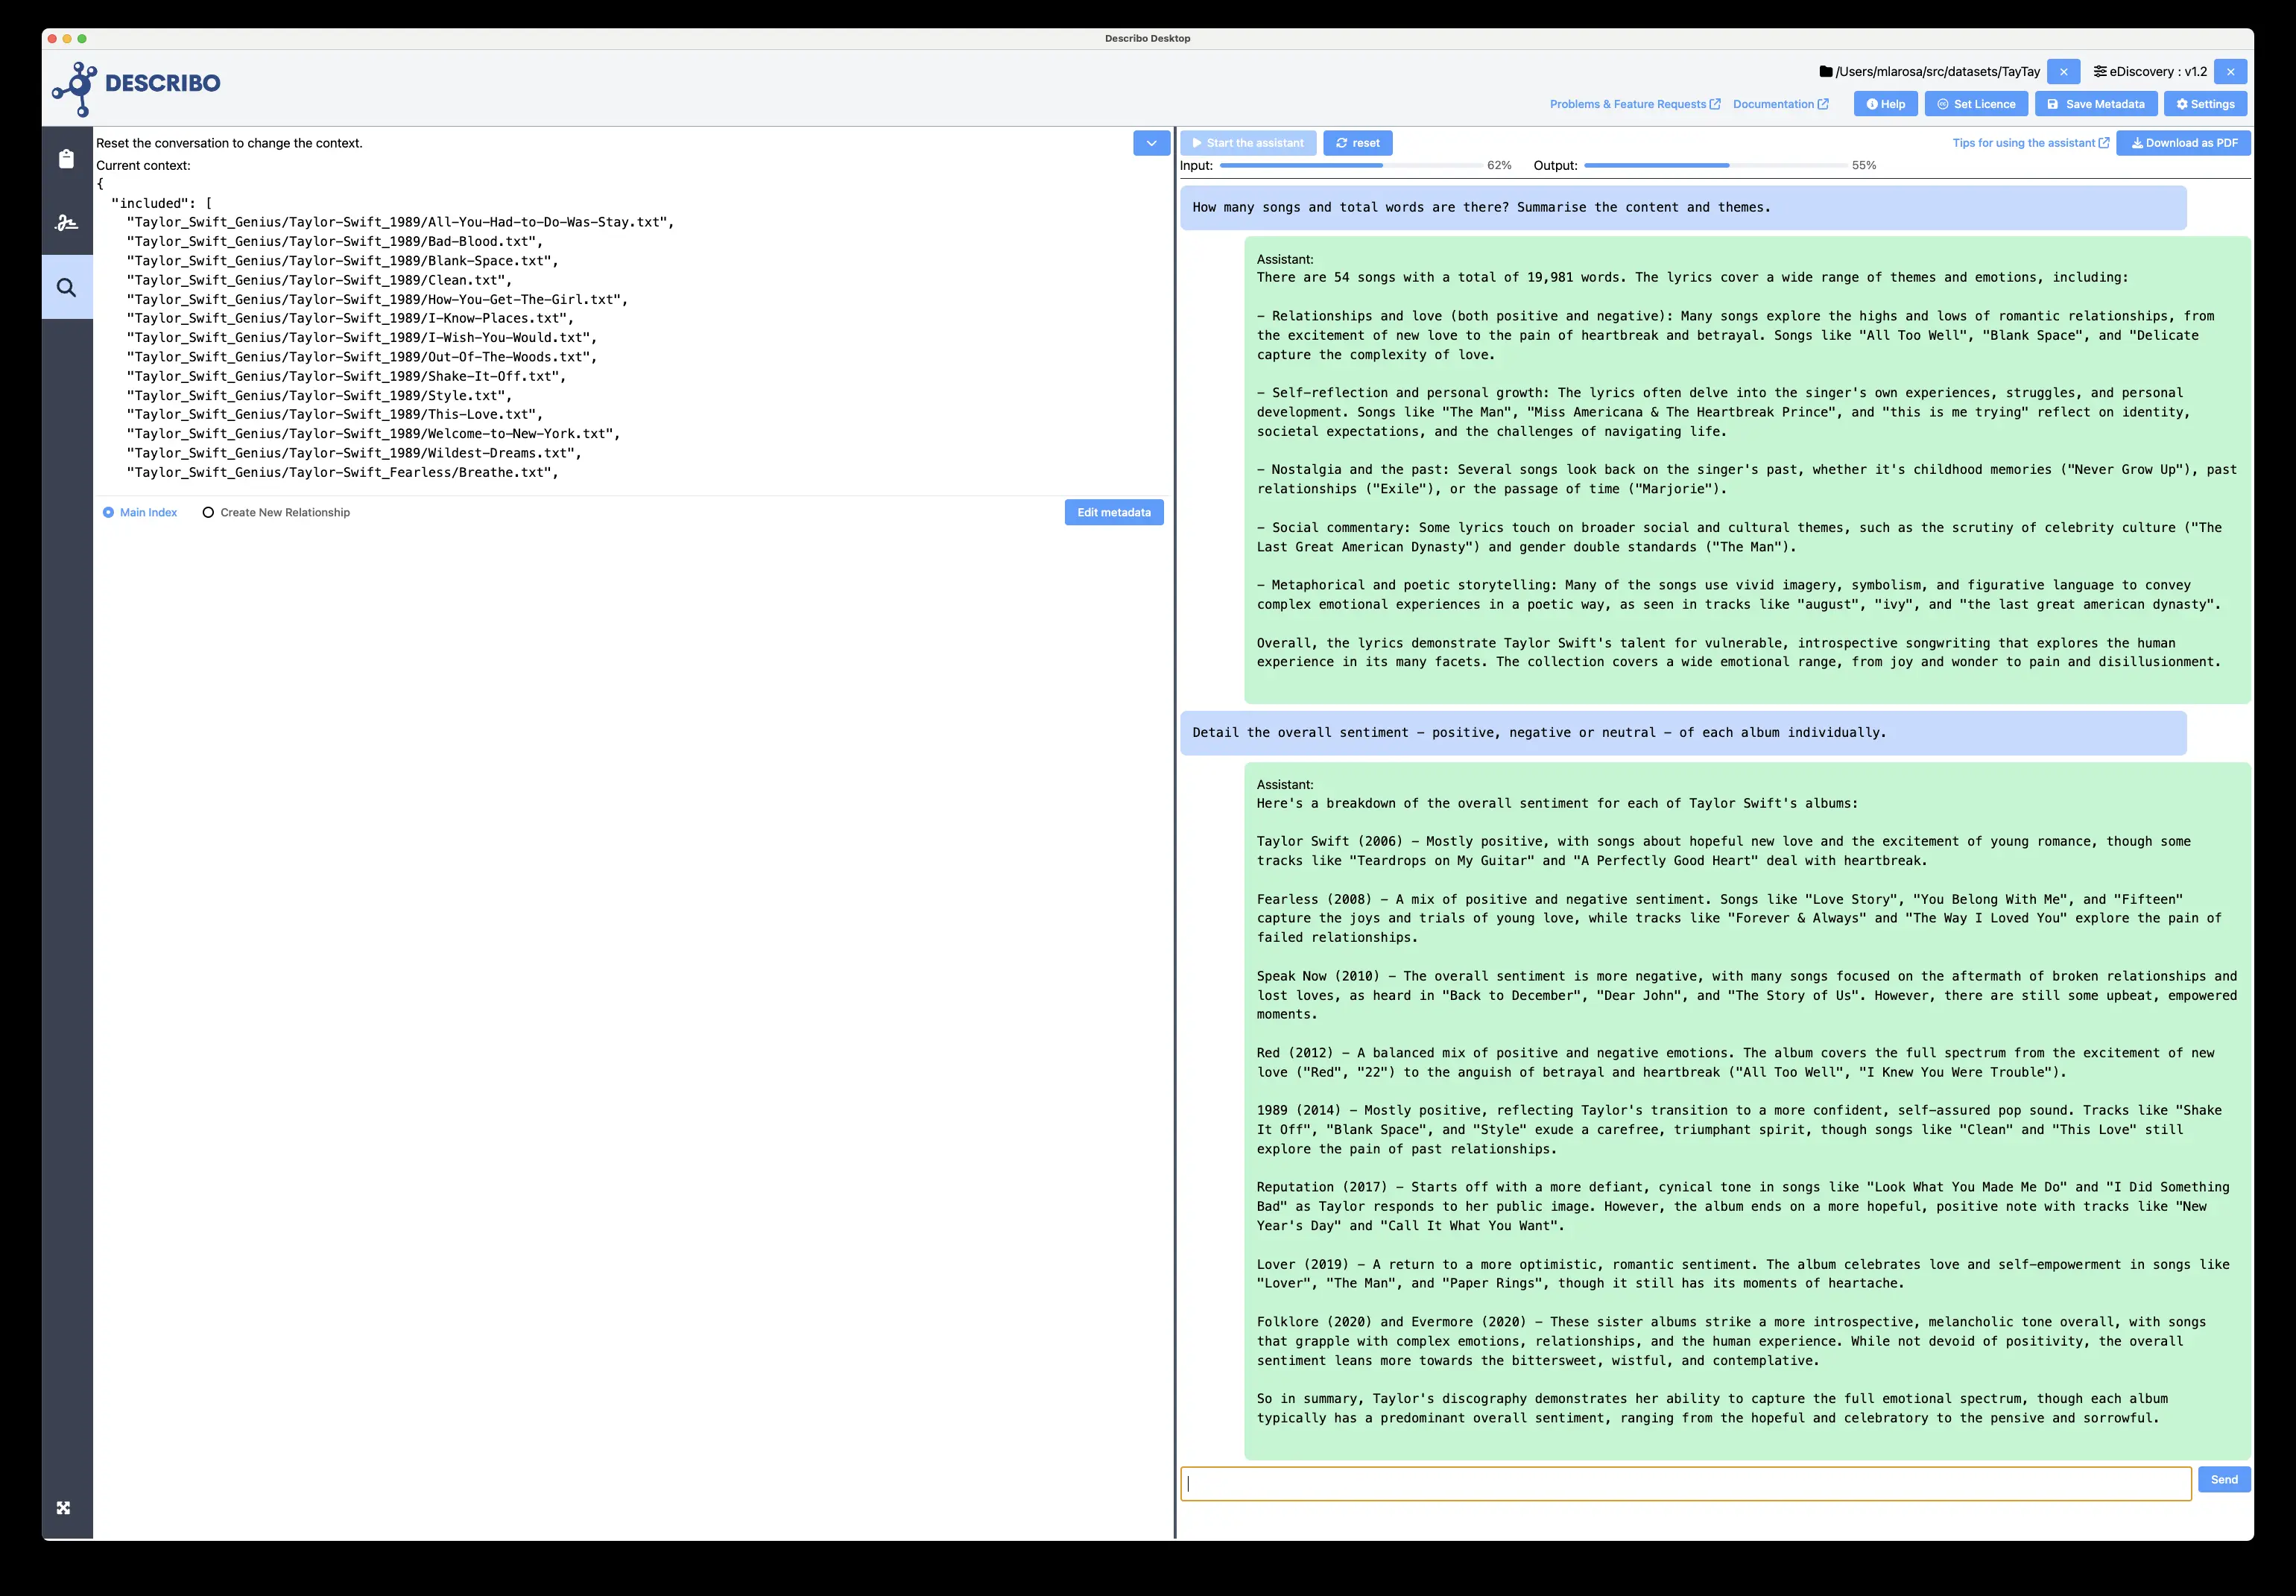 Describo Desktop
DESCRIBO
/Users/mlarosa/src/datasets/TayTay
eDiscovery : v1.2
Problems & Feature Requests
Documentation
Help
Set Licence
Save Metadata
Settings
Reset the conversation to change the context.
Current context:
{
"included": [
"Taylor_Swift_Genius/Taylor-Swift_1989/All-You-Had-to-Do-Was-Stay.txt",
"Taylor_Swift_Genius/Taylor-Swift_1989/Bad-Blood.txt",
"Taylor_Swift_Genius/Taylor-Swift_1989/Blank-Space.txt",
"Taylor_Swift_Genius/Taylor-Swift_1989/Clean.txt",
"Taylor_Swift_Genius/Taylor-Swift_1989/How-You-Get-The-Girl.txt",
"Taylor_Swift_Genius/Taylor-Swift_1989/I-Know-Places.txt",
"Taylor_Swift_Genius/Taylor-Swift_1989/I-Wish-You-Would.txt",
"Taylor_Swift_Genius/Taylor-Swift_1989/Out-Of-The-Woods.txt",
"Taylor_Swift_Genius/Taylor-Swift_1989/Shake-It-Off.txt",
"Taylor_Swift_Genius/Taylor-Swift_1989/Style.txt",
"Taylor_Swift_Genius/Taylor-Swift_1989/This-Love.txt",
"Taylor_Swift_Genius/Taylor-Swift_1989/Welcome-to-New-York.txt",
"Taylor_Swift_Genius/Taylor-Swift_1989/Wildest-Dreams.txt",
"Taylor_Swift_Genius/Taylor-Swift_Fearless/Breathe.txt",
Main Index
Create New Relationship
Edit metadata
Start the assistant
reset
Tips for using the assistant
Download as PDF
Input: 62% Output: 55%
How many songs and total words are there? Summarise the content and themes.
Assistant:
There are 54 songs with a total of 19,981 words. The lyrics cover a wide range of themes and emotions, including:
- Relationships and love (both positive and negative): Many songs explore the highs and lows of romantic relationships, from
the excitement of new love to the pain of heartbreak and betrayal. Songs like "All Too Well", "Blank Space", and "Delicate
capture the complexity of love.
- Self-reflection and personal growth: The lyrics often delve into the singer's own experiences, struggles, and personal
development. Songs like "The Man", "Miss Americana & The Heartbreak Prince", and "this is me trying" reflect on identity,
societal expectations, and the challenges of navigating life.
- Nostalgia and the past: Several songs look back on the singer's past, whether it's childhood memories ("Never Grow Up"), past
relationships ("Exile"), or the passage of time ("Marjorie").
- Social commentary: Some lyrics touch on broader social and cultural themes, such as the scrutiny of celebrity culture ("The
Last Great American Dynasty") and gender double standards ("The Man").
- Metaphorical and poetic storytelling: Many of the songs use vivid imagery, symbolism, and figurative language to convey
complex emotional experiences in a poetic way, as seen in tracks like "august", "ivy", and "the last great american dynasty".
Overall, the lyrics demonstrate Taylor Swift's talent for vulnerable, introspective songwriting that explores the human
experience in its many facets. The collection covers a wide emotional range, from joy and wonder to pain and disillusionment.
Detail the overall sentiment - positive, negative or neutral - of each album individually.
Assistant:
Here's a breakdown of the overall sentiment for each of Taylor Swift's albums:
Taylor Swift (2006) - Mostly positive, with songs about hopeful new love and the excitement of young romance, though some
tracks like "Teardrops on My Guitar" and "A Perfectly Good Heart" deal with heartbreak.
Fearless (2008) - A mix of positive and negative sentiment. Songs like "Love Story", "You Belong With Me", and "Fifteen"
capture the joys and trials of young love, while tracks like "Forever & Always" and "The Way I Loved You" explore the pain of
failed relationships.
Speak Now (2010) - The overall sentiment is more negative, with many songs focused on the aftermath of broken relationships and
lost loves, as heard in "Back to December", "Dear John", and "The Story of Us". However, there are still some upbeat, empowered
moments.
Red (2012) - A balanced mix of positive and negative emotions. The album covers the full spectrum from the excitement of new
love ("Red", "22") to the anguish of betrayal and heartbreak ("All Too Well", "I Knew You Were Trouble").
1989 (2014) - Mostly positive, reflecting Taylor's transition to a more confident, self-assured pop sound. Tracks like "Shake
It Off", "Blank Space", and "Style" exude a carefree, triumphant spirit, though songs like "Clean" and "This Love" still
explore the pain of past relationships.
Reputation (2017) - Starts off with a more defiant, cynical tone in songs like "Look What You Made Me Do" and "I Did Something
Bad" as Taylor responds to her public image. However, the album ends on a more hopeful, positive note with tracks like "New
Year's Day" and "Call It What You Want".
Lover (2019) - A return to a more optimistic, romantic sentiment. The album celebrates love and self-empowerment in songs like
"Lover", "The Man", and "Paper Rings", though it still has its moments of heartache.
Folklore (2020) and Evermore (2020) - These sister albums strike a more introspective, melancholic tone overall, with songs
that grapple with complex emotions, relationships, and the human experience. While not devoid of positivity, the overall
sentiment leans more towards the bittersweet, wistful, and contemplative.
So in summary, Taylor's discography demonstrates her ability to capture the full emotional spectrum, though each album
typically has a predominant overall sentiment, ranging from the hopeful and celebratory to the pensive and sorrowful.
Send